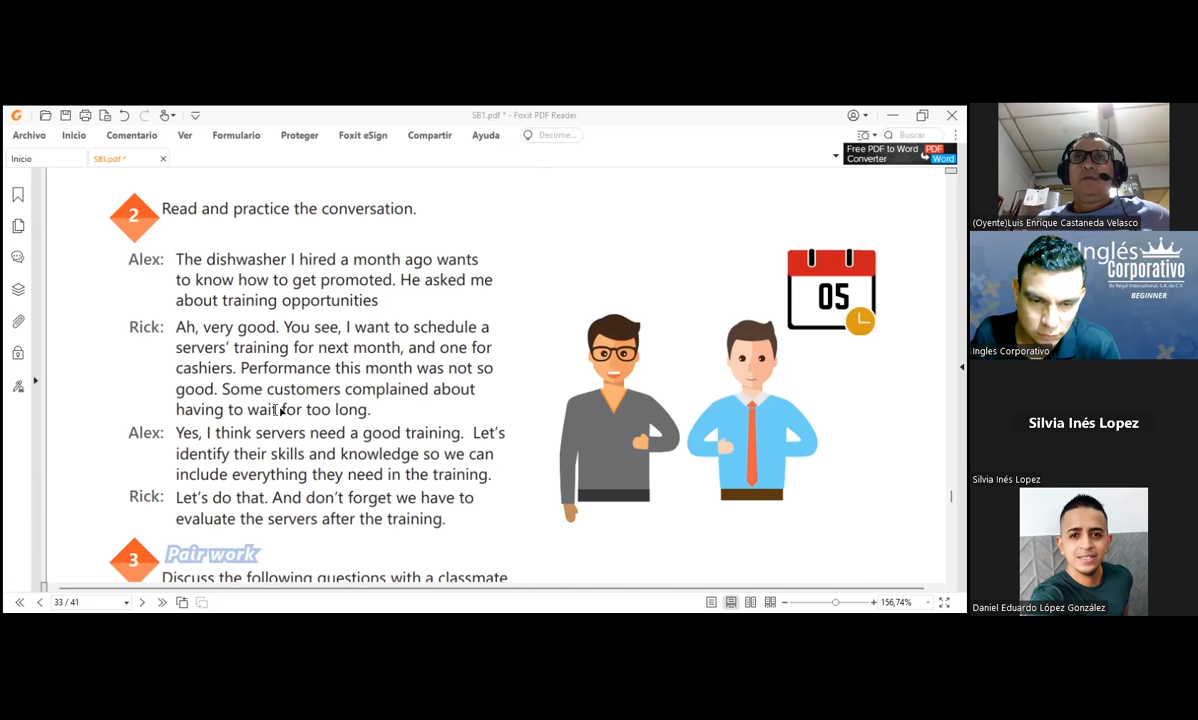 SB1.pdf * - Foxit PDF Reader
Archivo Inicio Comentario Ver Formulario Proteger Foxit eSign Compartir Ayuda Decirme... Buscar
Inicio SB1.pdf *
Free PDF to Word Converter PDF Word
2 Read and practice the conversation.
Alex: The dishwasher I hired a month ago wants
to know how to get promoted. He asked me
about training opportunities
Rick: Ah, very good. You see, I want to schedule a
servers' training for next month, and one for
cashiers. Performance this month was not so
good. Some customers complained about
having to wait for too long.
Alex: Yes, I think servers need a good training. Let's
identify their skills and knowledge so we can
include everything they need in the training.
Rick: Let's do that. And don't forget we have to
evaluate the servers after the training.
05
3 Pair work
Discuss the following questions with a classmate
33 / 41
156,74%
(Oyente)Luis Enrique Castaneda Velasco
Inglés
Corporativo
By Regal International, S.A. de C.V.
BEGINNER
Ingles Corporativo
Silvia Inés Lopez
Silvia Inés Lopez
Daniel Eduardo López González